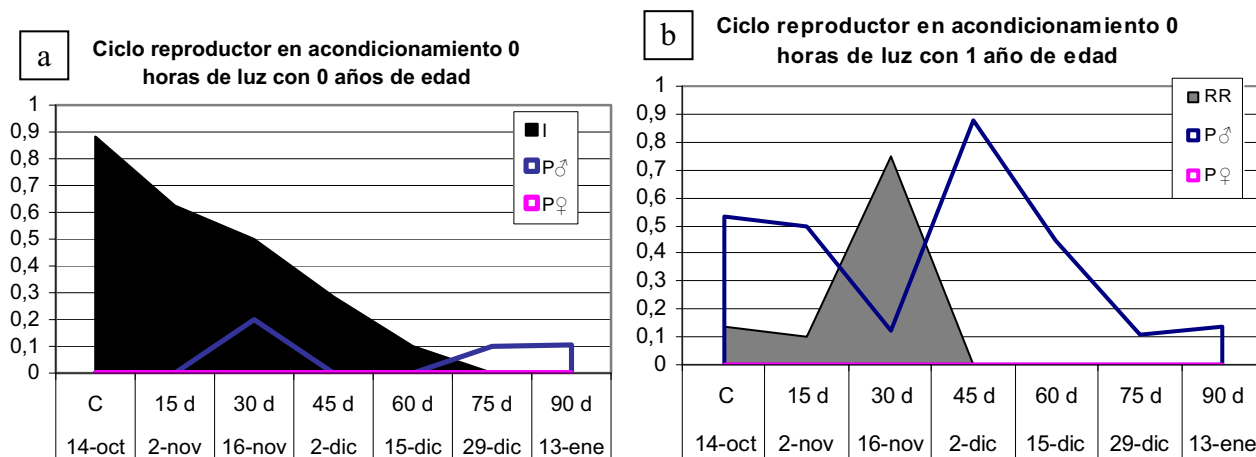 a
Ciclo reproductor en acondicionamiento 0
horas de luz con 0 años de edad
1
0,9
0,8
0,7
0,6
0,5
0,4
0,3
0,2
0,1
0
I
P♂
P♀
C 15 d 30 d 45 d 60 d 75 d 90 d
14-oct 2-nov 16-nov 2-dic 15-dic 29-dic 13-ene
b
Ciclo reproductor en acondicionamiento 0
horas de luz con 1 año de edad
1
0,9
0,8
0,7
0,6
0,5
0,4
0,3
0,2
0,1
0
RR
P♂
P♀
C 15 d 30 d 45 d 60 d 75 d 90 d
14-oct 2-nov 16-nov 2-dic 15-dic 29-dic 13-ene